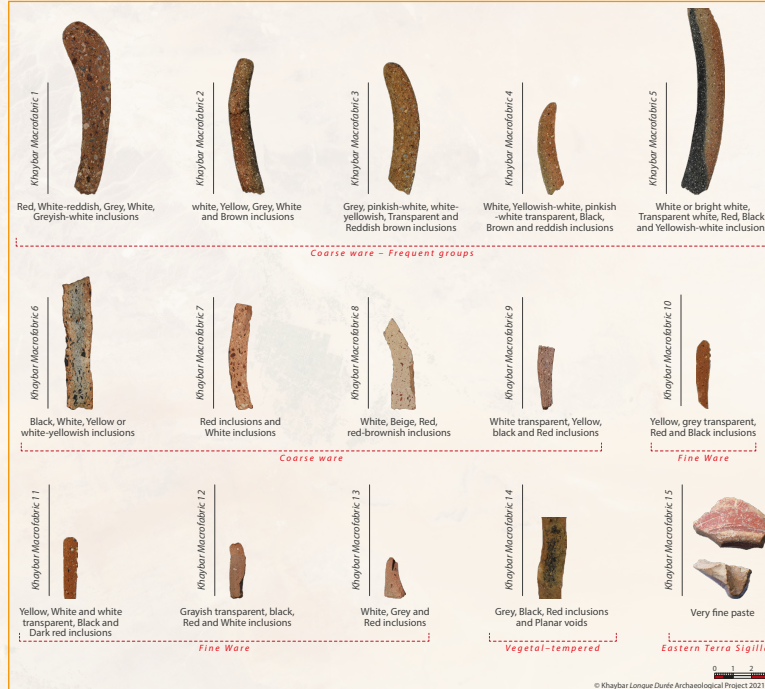 Khaybar Macrofabric 1
Khaybar Macrofabric 2
Khaybar Macrofabric 3
Khaybar Macrofabric 4
Khaybar Macrofabric 5
Red, White-reddish, Grey, White,
Greyish-white inclusions
white, Yellow, Grey, White
and Brown inclusions
Grey, pinkish-white, white-
yellowish, Transparent and
Reddish brown inclusions
White, Yellowish-white, pinkish
-white transparent, Black,
Brown and reddish inclusions
White or bright white,
Transparent white, Red, Black
and Yellowish-white inclusion
Coarse ware – Frequent groups
Khaybar Macrofabric 6
Khaybar Macrofabric 7
Khaybar Macrofabric 8
Khaybar Macrofabric 9
Khaybar Macrofabric 10
Black, White, Yellow or
white-yellowish inclusions
Red inclusions and
White inclusions
White, Beige, Red,
red-brownish inclusions
White transparent, Yellow,
black and Red inclusions
Yellow, grey transparent,
Red and Black inclusions
Coarse ware
Fine Ware
Khaybar Macrofabric 11
Khaybar Macrofabric 12
Khaybar Macrofabric 13
Khaybar Macrofabric 14
Khaybar Macrofabric 15
Yellow, White and white
transparent, Black and
Dark red inclusions
Grayish transparent, black,
Red and White inclusions
White, Grey and
Red inclusions
Grey, Black, Red inclusions
and Planar voids
Very fine paste
Fine Ware
Vegetal–tempered
Eastern Terra Sigill
0 1 2
© Khaybar Longue Durée Archaeological Project 2021